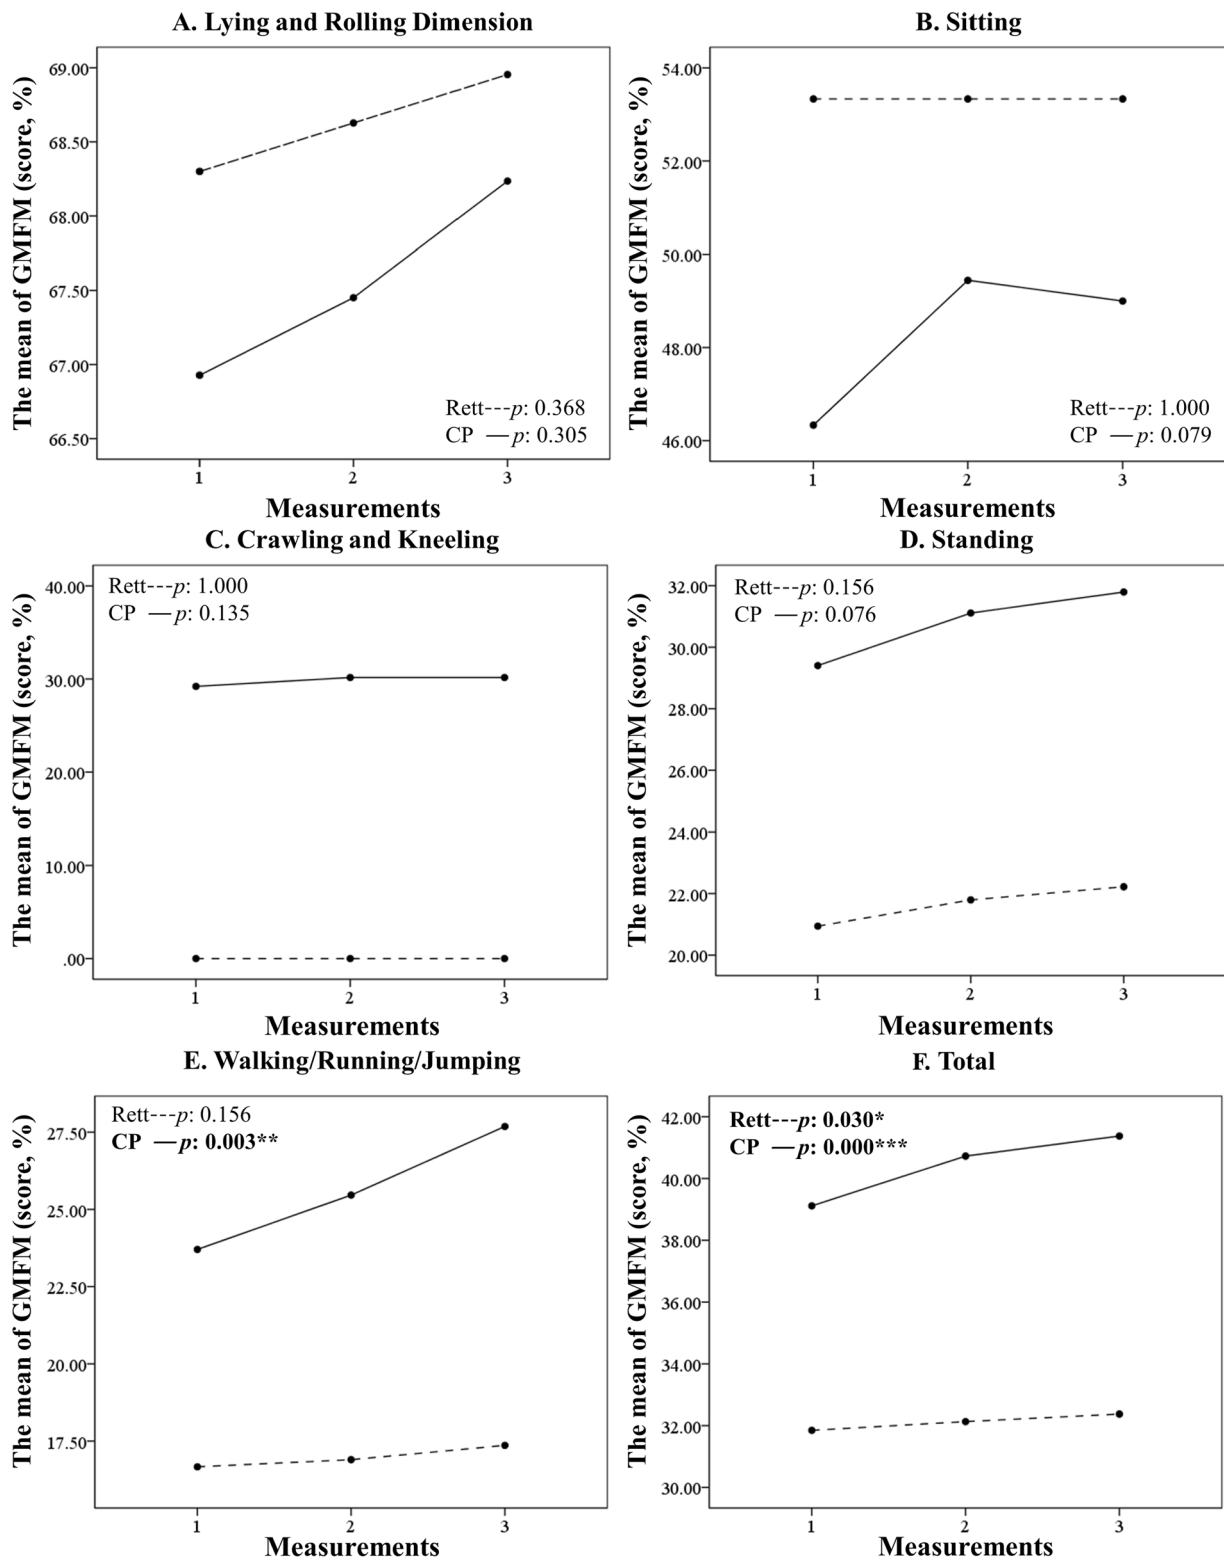 A. Lying and Rolling Dimension
The mean of GMFM (score, %)
69.00
68.50
68.00
67.50
67.00
66.50
Rett---p: 0.368
CP —p: 0.305
1 2 3
Measurements
B. Sitting
The mean of GMFM (score, %)
54.00
52.00
50.00
48.00
46.00
Rett---p: 1.000
CP —p: 0.079
1 2 3
Measurements
C. Crawling and Kneeling
The mean of GMFM (score, %)
Rett---p: 1.000
CP —p: 0.135
40.00
30.00
20.00
10.00
.00
1 2 3
Measurements
D. Standing
The mean of GMFM (score, %)
Rett---p: 0.156
CP —p: 0.076
32.00
30.00
28.00
26.00
24.00
22.00
20.00
1 2 3
Measurements
E. Walking/Running/Jumping
The mean of GMFM (score, %)
Rett---p: 0.156
CP —p: 0.003**
27.50
25.00
22.50
20.00
17.50
1 2 3
Measurements
F. Total
The mean of GMFM (score, %)
Rett---p: 0.030*
CP —p: 0.000***
42.00
40.00
38.00
36.00
34.00
32.00
30.00
1 2 3
Measurements